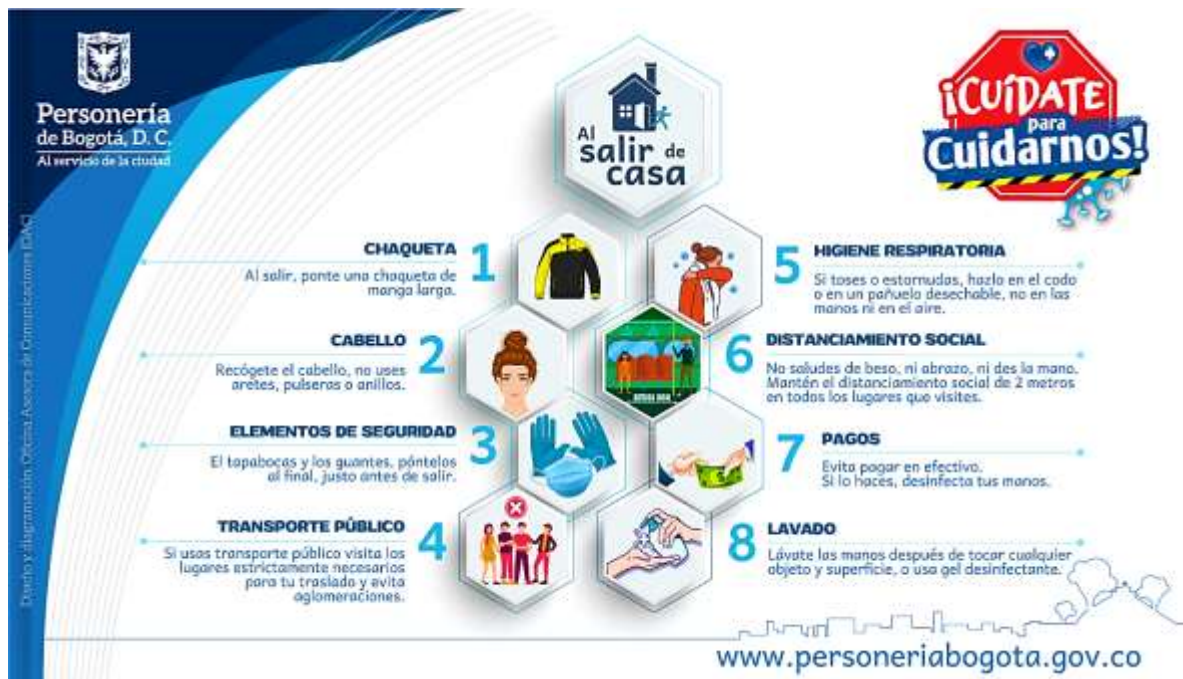 Personería
de Bogotá, D. C.
Al servicio de la ciudad
Al
salir de
casa
¡CUÍDATE
para
Cuidarnos!
CHAQUETA
1
Al salir, ponte una chaqueta de
manga larga.
CABELLO
2
Recógete el cabello, no uses
aretes, pulseras o anillos.
ELEMENTOS DE SEGURIDAD
3
El tapabocas y los guantes, póntelos
al final, justo antes de salir.
TRANSPORTE PÚBLICO
4
Si usas transporte público visita los
lugares estrictamente necesarios
para tu traslado y evita
aglomeraciones.
5
HIGIENE RESPIRATORIA
Si toses o estornudas, hazlo en el codo
o en un pañuelo desechable, no en las
manos ni en el aire.
6
DISTANCIAMIENTO SOCIAL
No saludes de beso, ni abrazo, ni des la mano.
Mantén el distanciamiento social de 2 metros
en todos los lugares que visites.
7
PAGOS
Evita pagar en efectivo.
Si lo haces, desinfecta tus manos.
8
LAVADO
Lávate las manos después de tocar cualquier
objeto y superficie, o usa gel desinfectante.
www.personeriabogota.gov.co
Diseño y diagramación: Oficina Asesora de Comunicaciones (OAC)